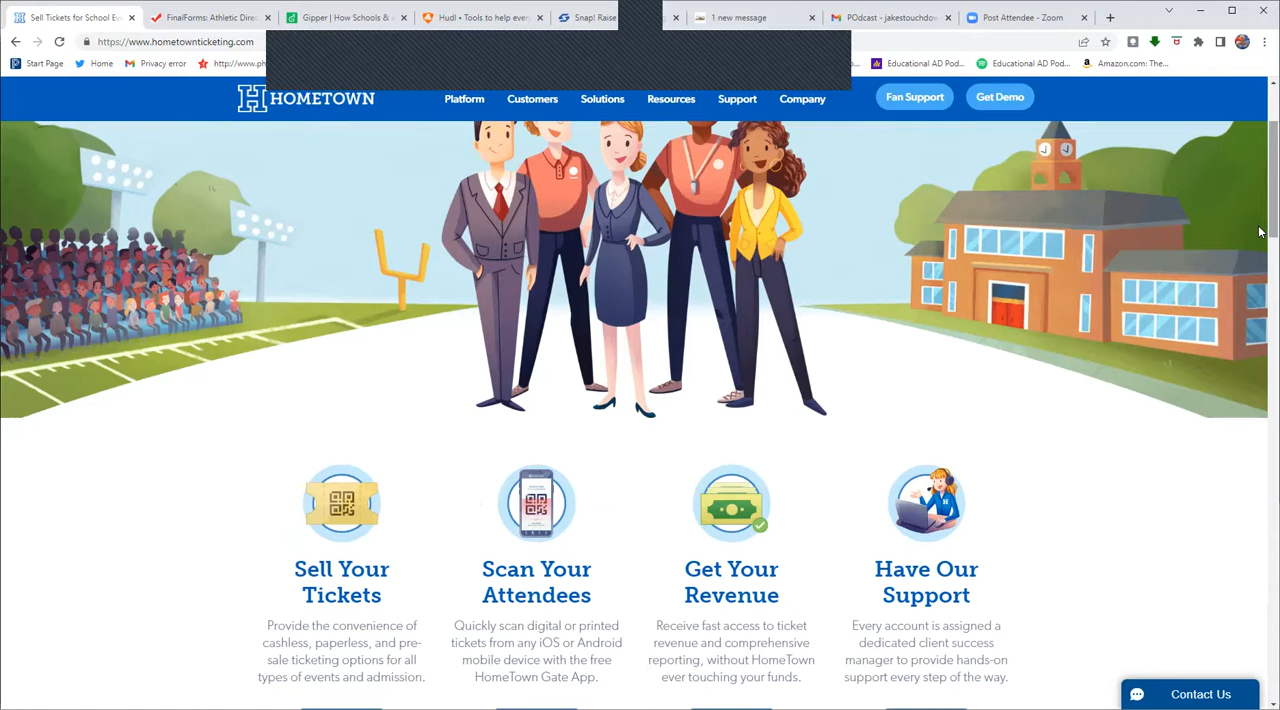 Sell Tickets for School Eve
FinalForms: Athletic Dire
Gipper | How Schools &
Hudl • Tools to help every
Snap! Raise
1 new message
POdcast - jakestouchdow
Post Attendee - Zoom
https://www.hometownticketing.com
Start Page
Home
Privacy error
http://www.ph
Educational AD Pod...
Educational AD Pod...
Amazon.com: The...
HOMETOWN
Platform
Customers
Solutions
Resources
Support
Company
Fan Support
Get Demo
Sell Your
Tickets
Provide the convenience of
cashless, paperless, and pre-
sale ticketing options for all
types of events and admission.
Scan Your
Attendees
Quickly scan digital or printed
tickets from any iOS or Android
mobile device with the free
HomeTown Gate App.
Get Your
Revenue
Receive fast access to ticket
revenue and comprehensive
reporting, without HomeTown
ever touching your funds.
Have Our
Support
Every account is assigned a
dedicated client success
manager to provide hands-on
support every step of the way.
Contact Us